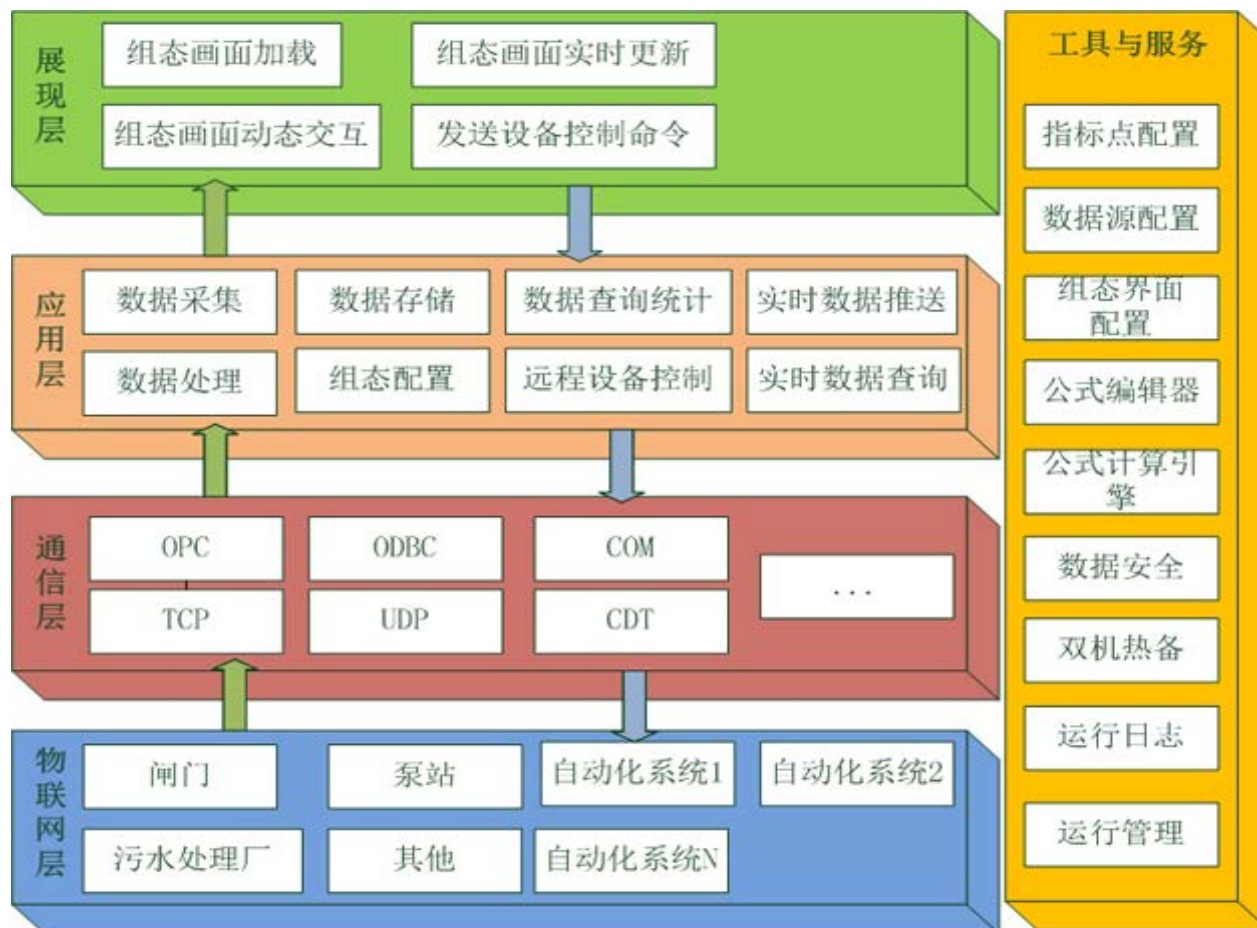 展现层
组态画面加载
组态画面实时更新
组态画面动态交互
发送设备控制命令
应用层
数据采集
数据存储
数据查询统计
实时数据推送
数据处理
组态配置
远程设备控制
实时数据查询
通信层
OPC
ODBC
COM
...
TCP
UDP
CDT
物联网层
闸门
泵站
自动化系统1
自动化系统2
污水处理厂
其他
自动化系统N
工具与服务
指标点配置
数据源配置
组态界面
配置
公式编辑器
公式计算引
擎
数据安全
双机热备
运行日志
运行管理